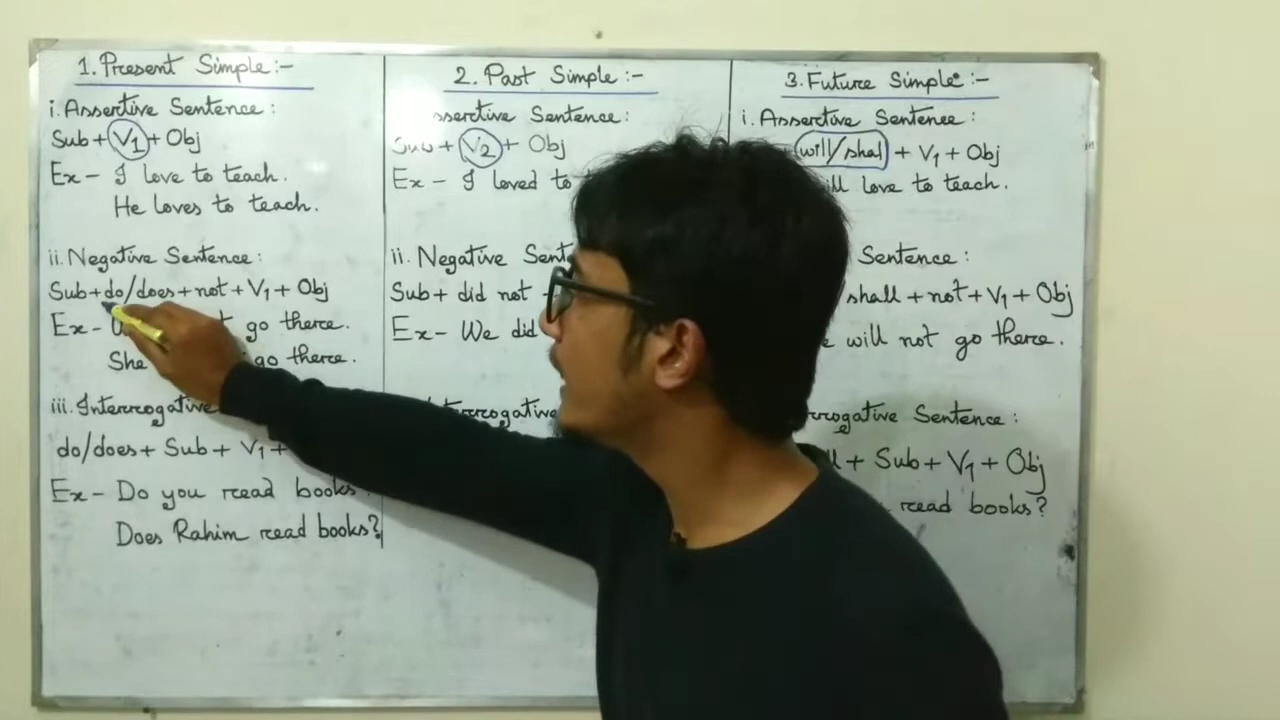 1. Present Simple :-
i. Assertive Sentence :
Sub + V1 + Obj
Ex - I love to teach.
He loves to teach.
ii. Negative Sentence :
Sub + do/does + not + V1 + Obj
Ex - go there.
She go there.
iii. Interrogative
do/does + Sub + V1 +
Ex - Do you read books
Does Rahim read books?
2. Past Simple :-
Sentence :
+ V2 + Obj
Ex - I loved to
ii. Negative
Sub + did not
Ex - We did
3. Future Simple :-
i. Assertive Sentence :
will/shal + V1 + Obj
love to teach.
Sentence :
shall + not + V1 + Obj
will not go there.
Sentence :
+ Sub + V1 + Obj
read books?